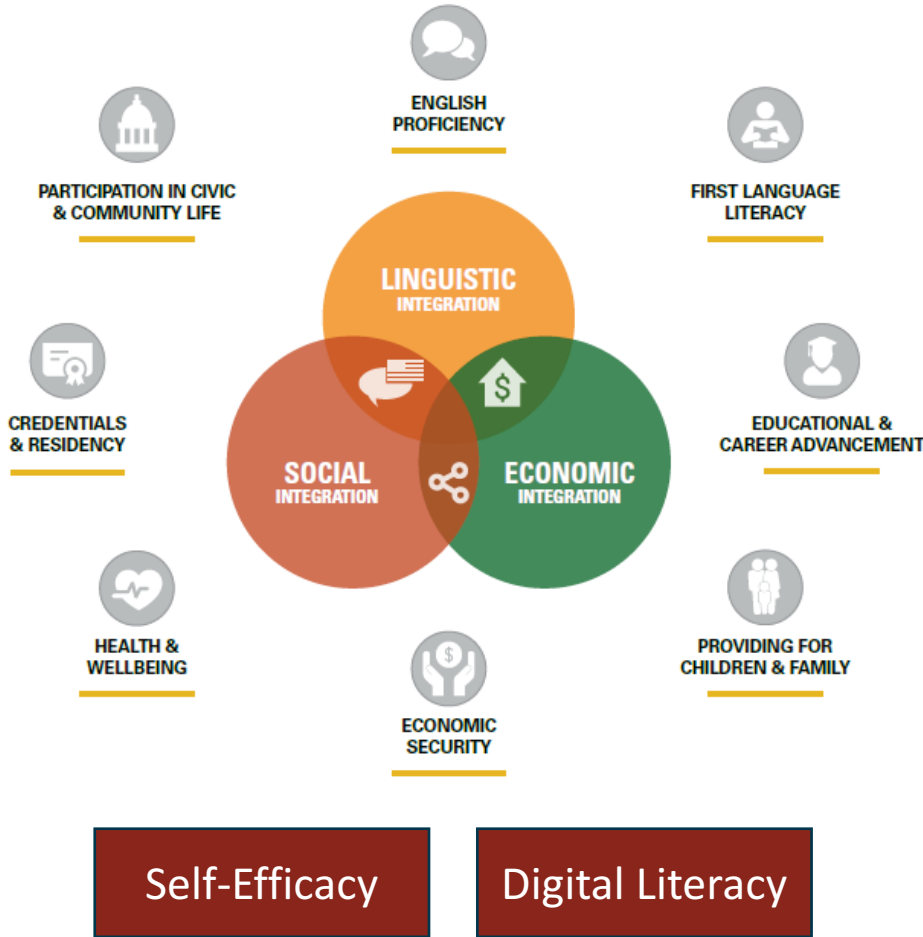 ENGLISH
PROFICIENCY
PARTICIPATION IN CIVIC
& COMMUNITY LIFE
FIRST LANGUAGE
LITERACY
LINGUISTIC
INTEGRATION
$
CREDENTIALS
& RESIDENCY
EDUCATIONAL &
CAREER ADVANCEMENT
SOCIAL
INTEGRATION
ECONOMIC
INTEGRATION
HEALTH &
WELLBEING
PROVIDING FOR
CHILDREN & FAMILY
$
ECONOMIC
SECURITY
Self-Efficacy
Digital Literacy